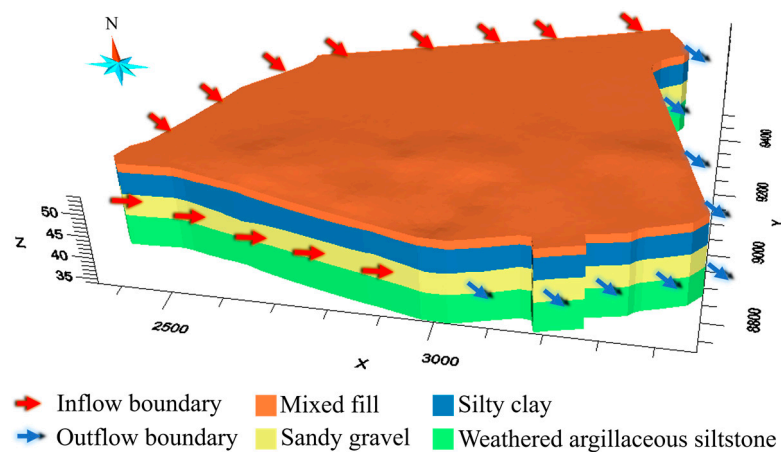 N
Z
50
45
40
35
2500
3000
X
9400
9200
9000
8800
Y
Inflow boundary
Mixed fill
Silty clay
Outflow boundary
Sandy gravel
Weathered argillaceous siltstone